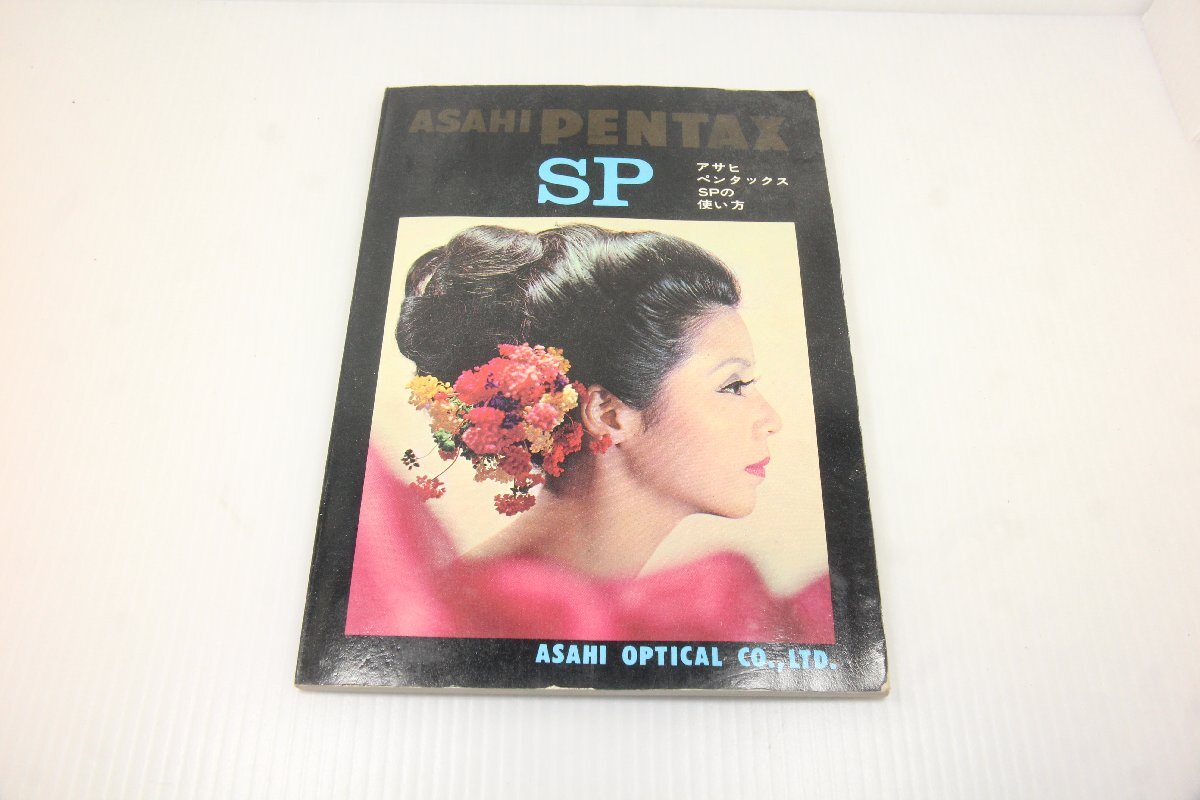 ASAHI PENTAX
SP
アサヒ
ペンタックス
SPの
使い方
ASAHI OPTICAL CO., LTD.